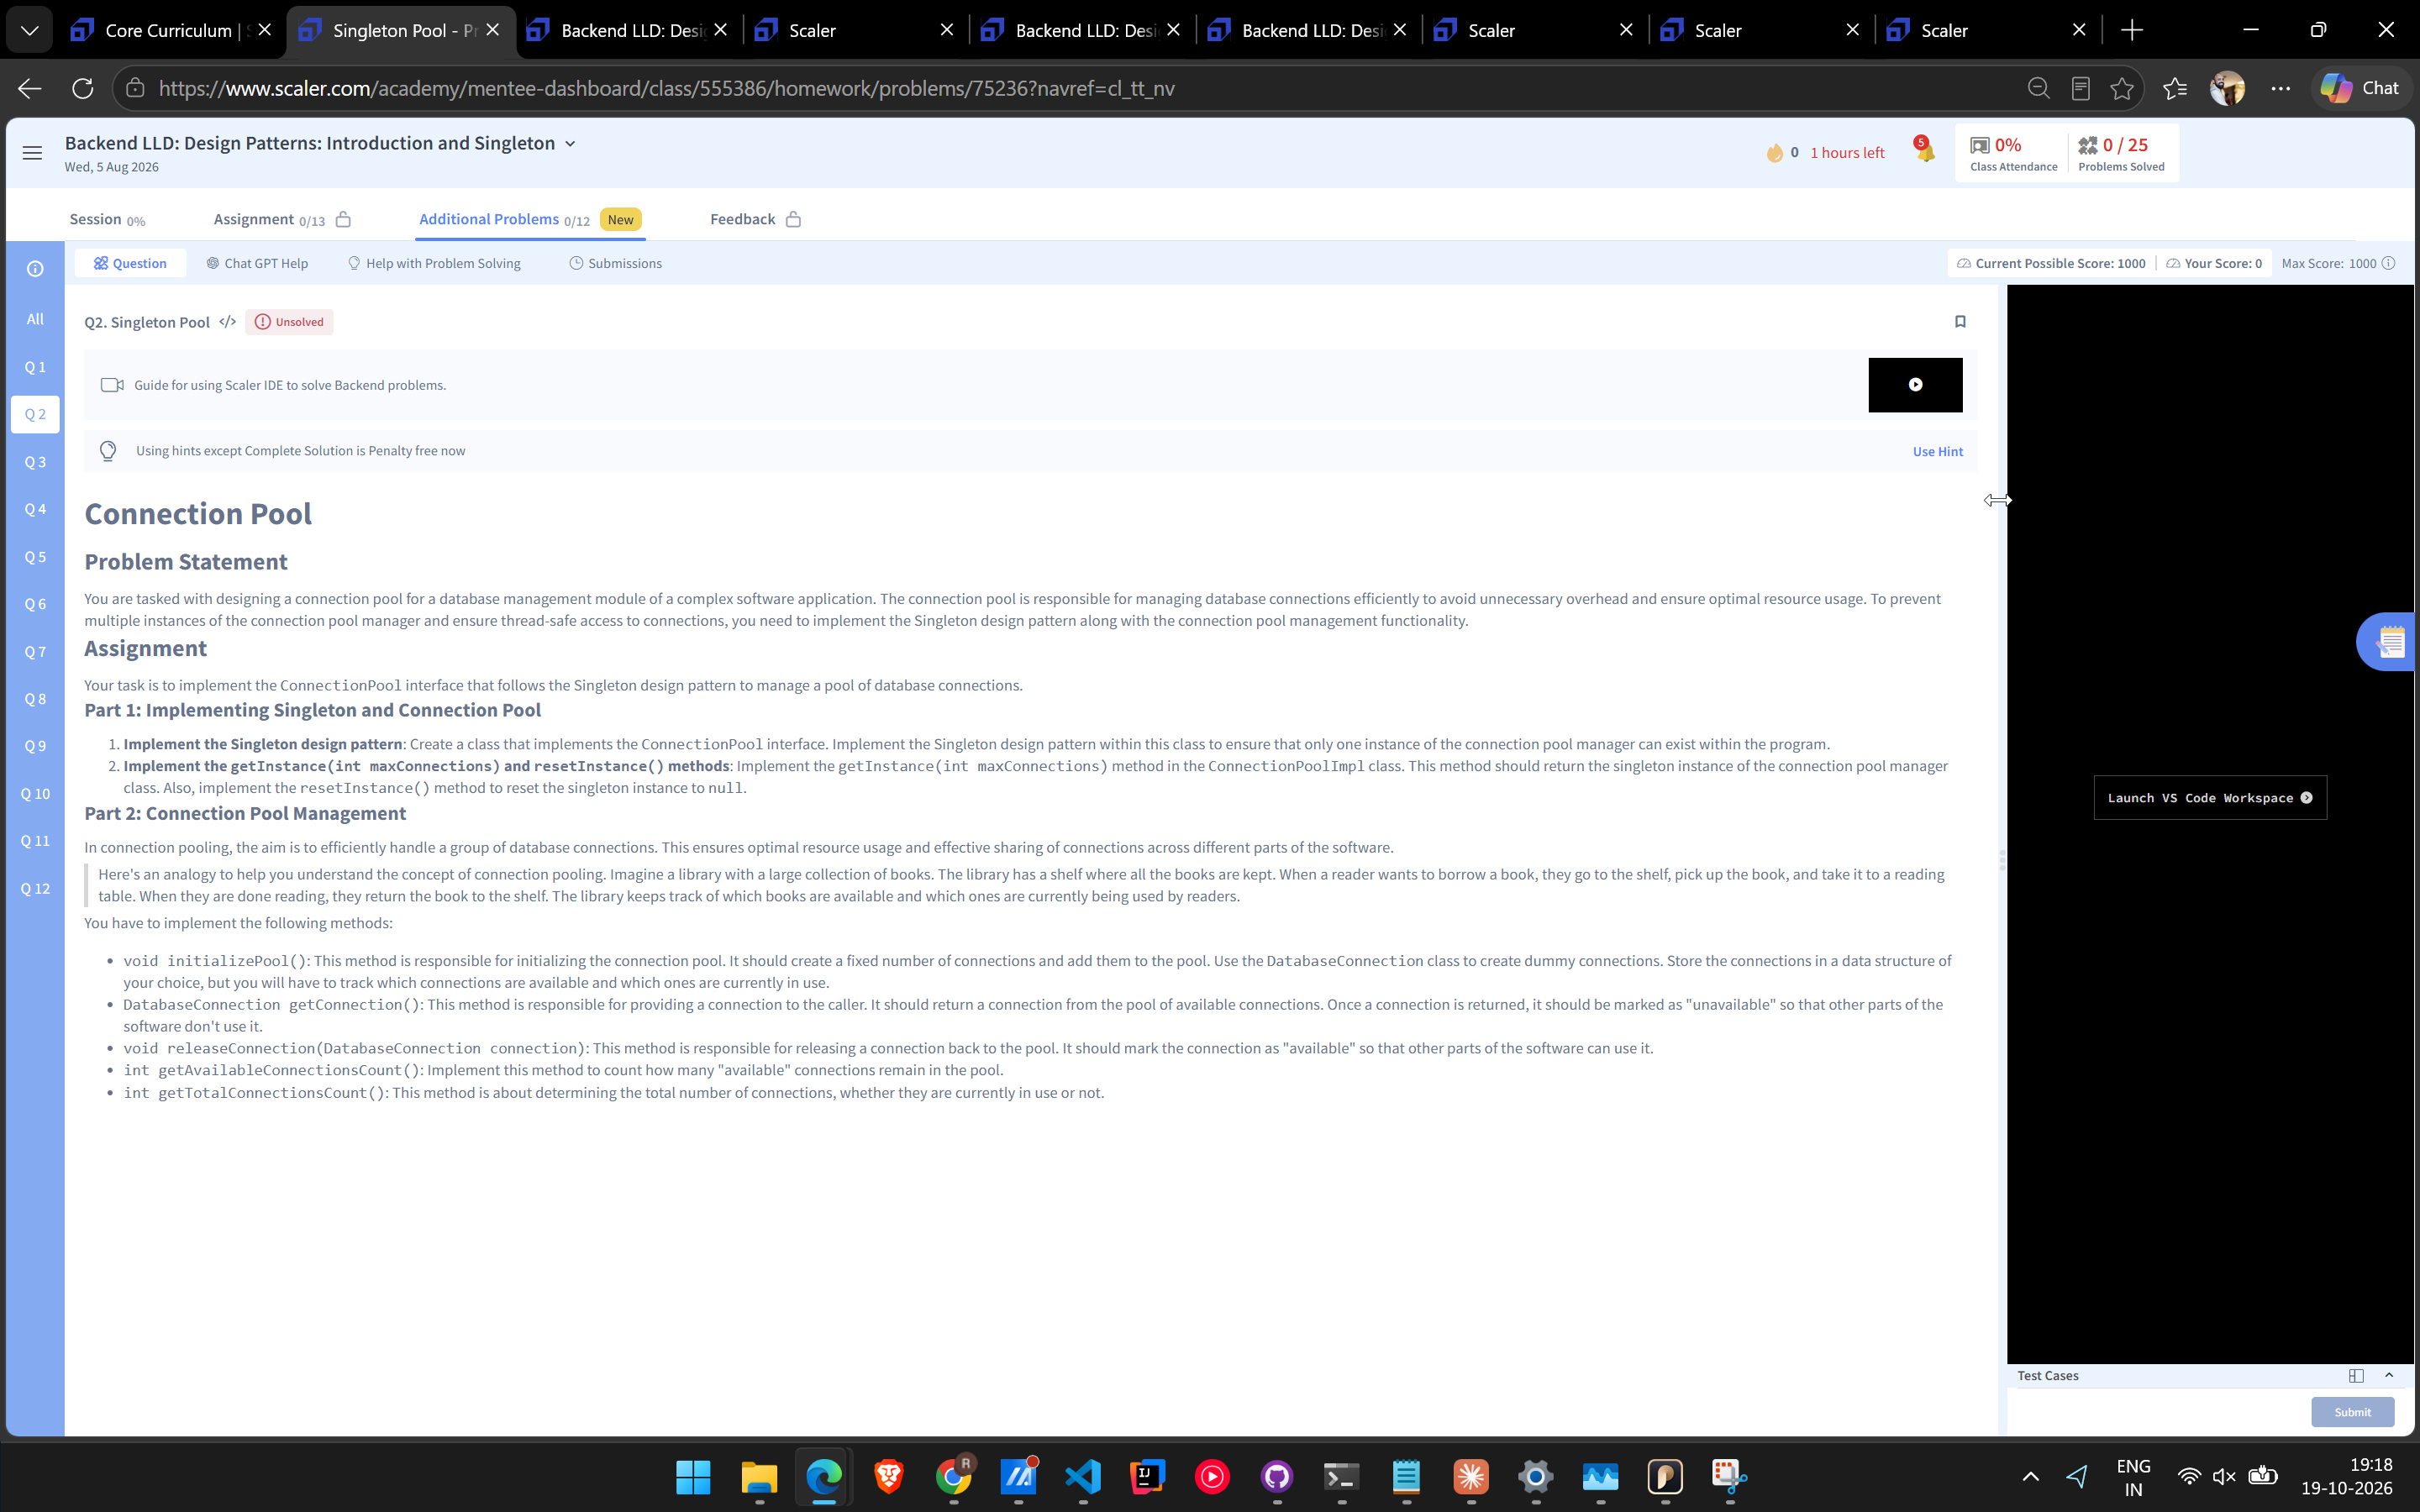 Core Curriculum | S
Singleton Pool - Pr
Backend LLD: Desi
Scaler
Backend LLD: Desi
Backend LLD: Desi
Scaler
Scaler
Scaler
https://www.scaler.com/academy/mentee-dashboard/class/555386/homework/problems/75236?navref=cl_tt_nv
Chat
Backend LLD: Design Patterns: Introduction and Singleton
Wed, 5 Aug 2026
0 1 hours left
5
0%
Class Attendance
0 / 25
Problems Solved
Session 0%
Assignment 0/13
Additional Problems 0/12 New
Feedback
Question
Chat GPT Help
Help with Problem Solving
Submissions
Current Possible Score: 1000
Your Score: 0
Max Score: 1000
All
Q 1
Q 2
Q 3
Q 4
Q 5
Q 6
Q 7
Q 8
Q 9
Q 10
Q 11
Q 12
Q2. Singleton Pool </> Unsolved
Guide for using Scaler IDE to solve Backend problems.
Using hints except Complete Solution is Penalty free now
Use Hint
Connection Pool
Problem Statement
You are tasked with designing a connection pool for a database management module of a complex software application. The connection pool is responsible for managing database connections efficiently to avoid unnecessary overhead and ensure optimal resource usage. To prevent
multiple instances of the connection pool manager and ensure thread-safe access to connections, you need to implement the Singleton design pattern along with the connection pool management functionality.
Assignment
Your task is to implement the ConnectionPool interface that follows the Singleton design pattern to manage a pool of database connections.
Part 1: Implementing Singleton and Connection Pool
1. Implement the Singleton design pattern: Create a class that implements the ConnectionPool interface. Implement the Singleton design pattern within this class to ensure that only one instance of the connection pool manager can exist within the program.
2. Implement the getInstance(int maxConnections) and resetInstance() methods: Implement the getInstance(int maxConnections) method in the ConnectionPoolImpl class. This method should return the singleton instance of the connection pool manager
class. Also, implement the resetInstance() method to reset the singleton instance to null.
Part 2: Connection Pool Management
In connection pooling, the aim is to efficiently handle a group of database connections. This ensures optimal resource usage and effective sharing of connections across different parts of the software.
Here's an analogy to help you understand the concept of connection pooling. Imagine a library with a large collection of books. The library has a shelf where all the books are kept. When a reader wants to borrow a book, they go to the shelf, pick up the book, and take it to a reading
table. When they are done reading, they return the book to the shelf. The library keeps track of which books are available and which ones are currently being used by readers.
You have to implement the following methods:
• void initializePool(): This method is responsible for initializing the connection pool. It should create a fixed number of connections and add them to the pool. Use the DatabaseConnection class to create dummy connections. Store the connections in a data structure of
your choice, but you will have to track which connections are available and which ones are currently in use.
• DatabaseConnection getConnection(): This method is responsible for providing a connection to the caller. It should return a connection from the pool of available connections. Once a connection is returned, it should be marked as "unavailable" so that other parts of the
software don't use it.
• void releaseConnection(DatabaseConnection connection): This method is responsible for releasing a connection back to the pool. It should mark the connection as "available" so that other parts of the software can use it.
• int getAvailableConnectionsCount(): Implement this method to count how many "available" connections remain in the pool.
• int getTotalConnectionsCount(): This method is about determining the total number of connections, whether they are currently in use or not.
Launch VS Code Workspace
Test Cases
Submit
R
IJ
ENG
IN
19:18
19-10-2026